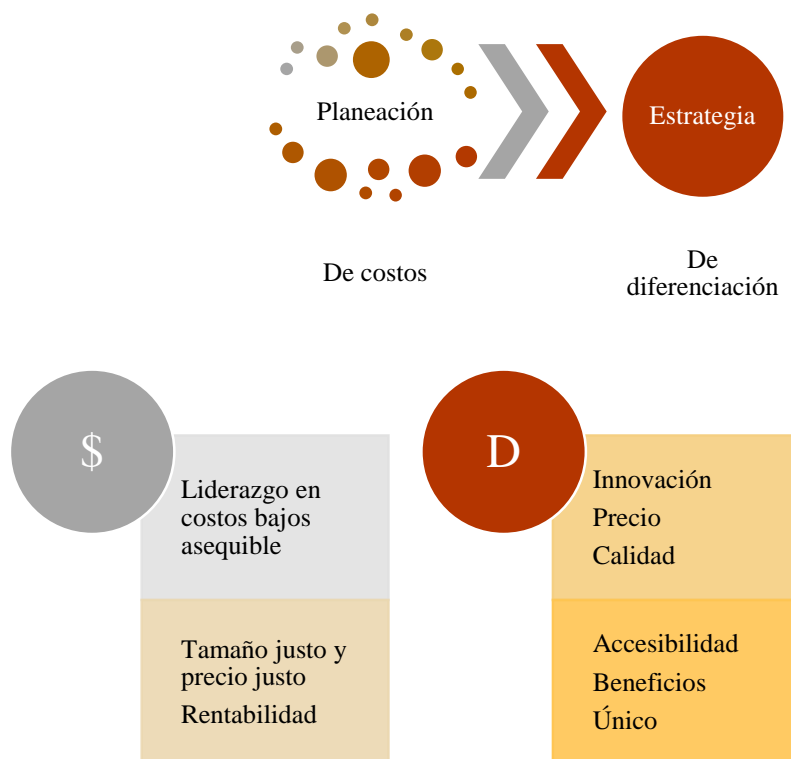 Planeación
Estrategia
De costos
De
diferenciación
$
Liderazgo en
costos bajos
asequible
Tamaño justo y
precio justo
Rentabilidad
D
Innovación
Precio
Calidad
Accesibilidad
Beneficios
Único